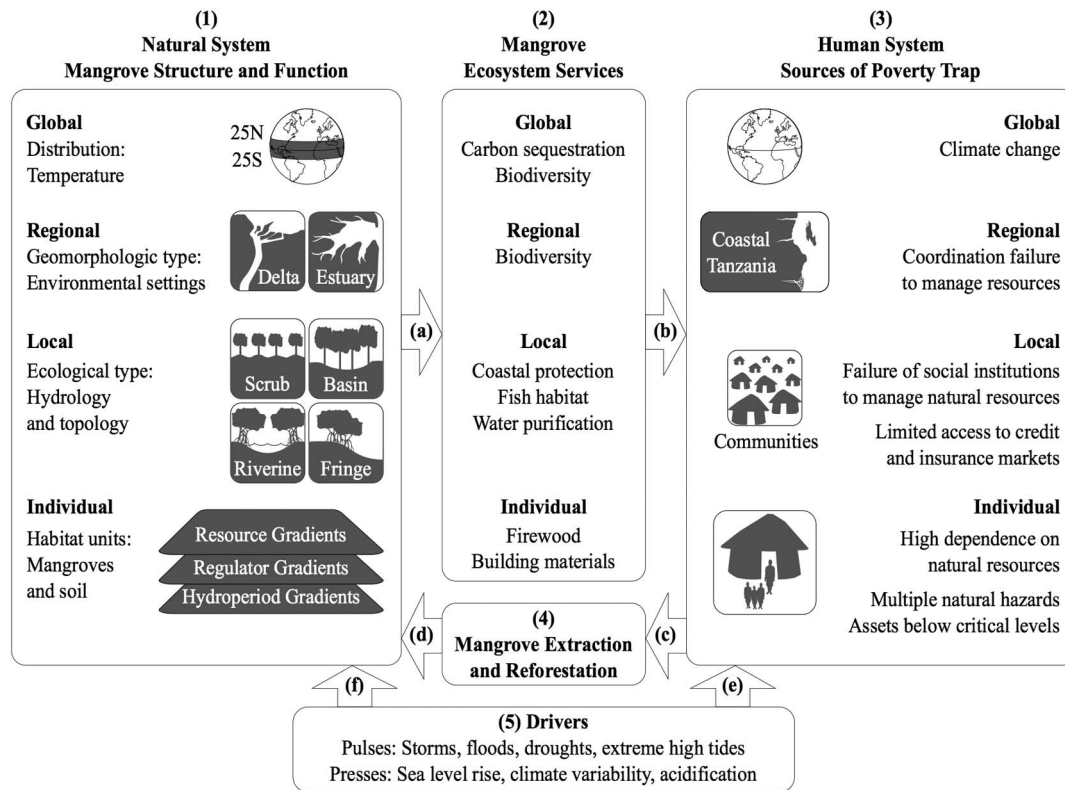 (1)
Natural System
Mangrove Structure and Function
Global
Distribution:
Temperature
25N
25S
Regional
Geomorphologic type:
Environmental settings
Delta
Estuary
Local
Ecological type:
Hydrology
and topology
Scrub
Basin
Riverine
Fringe
Individual
Habitat units:
Mangroves
and soil
Resource Gradients
Regulator Gradients
Hydroperiod Gradients
(a)
(2)
Mangrove
Ecosystem Services
Global
Carbon sequestration
Biodiversity
Regional
Biodiversity
Local
Coastal protection
Fish habitat
Water purification
Individual
Firewood
Building materials
(b)
(3)
Human System
Sources of Poverty Trap
Global
Climate change
Coastal
Tanzania
Regional
Coordination failure
to manage resources
Communities
Local
Failure of social institutions
to manage natural resources
Limited access to credit
and insurance markets
Individual
High dependence on
natural resources
Multiple natural hazards
Assets below critical levels
(d)
(4)
Mangrove Extraction
and Reforestation
(c)
(f)
(e)
(5) Drivers
Pulses: Storms, floods, droughts, extreme high tides
Presses: Sea level rise, climate variability, acidification